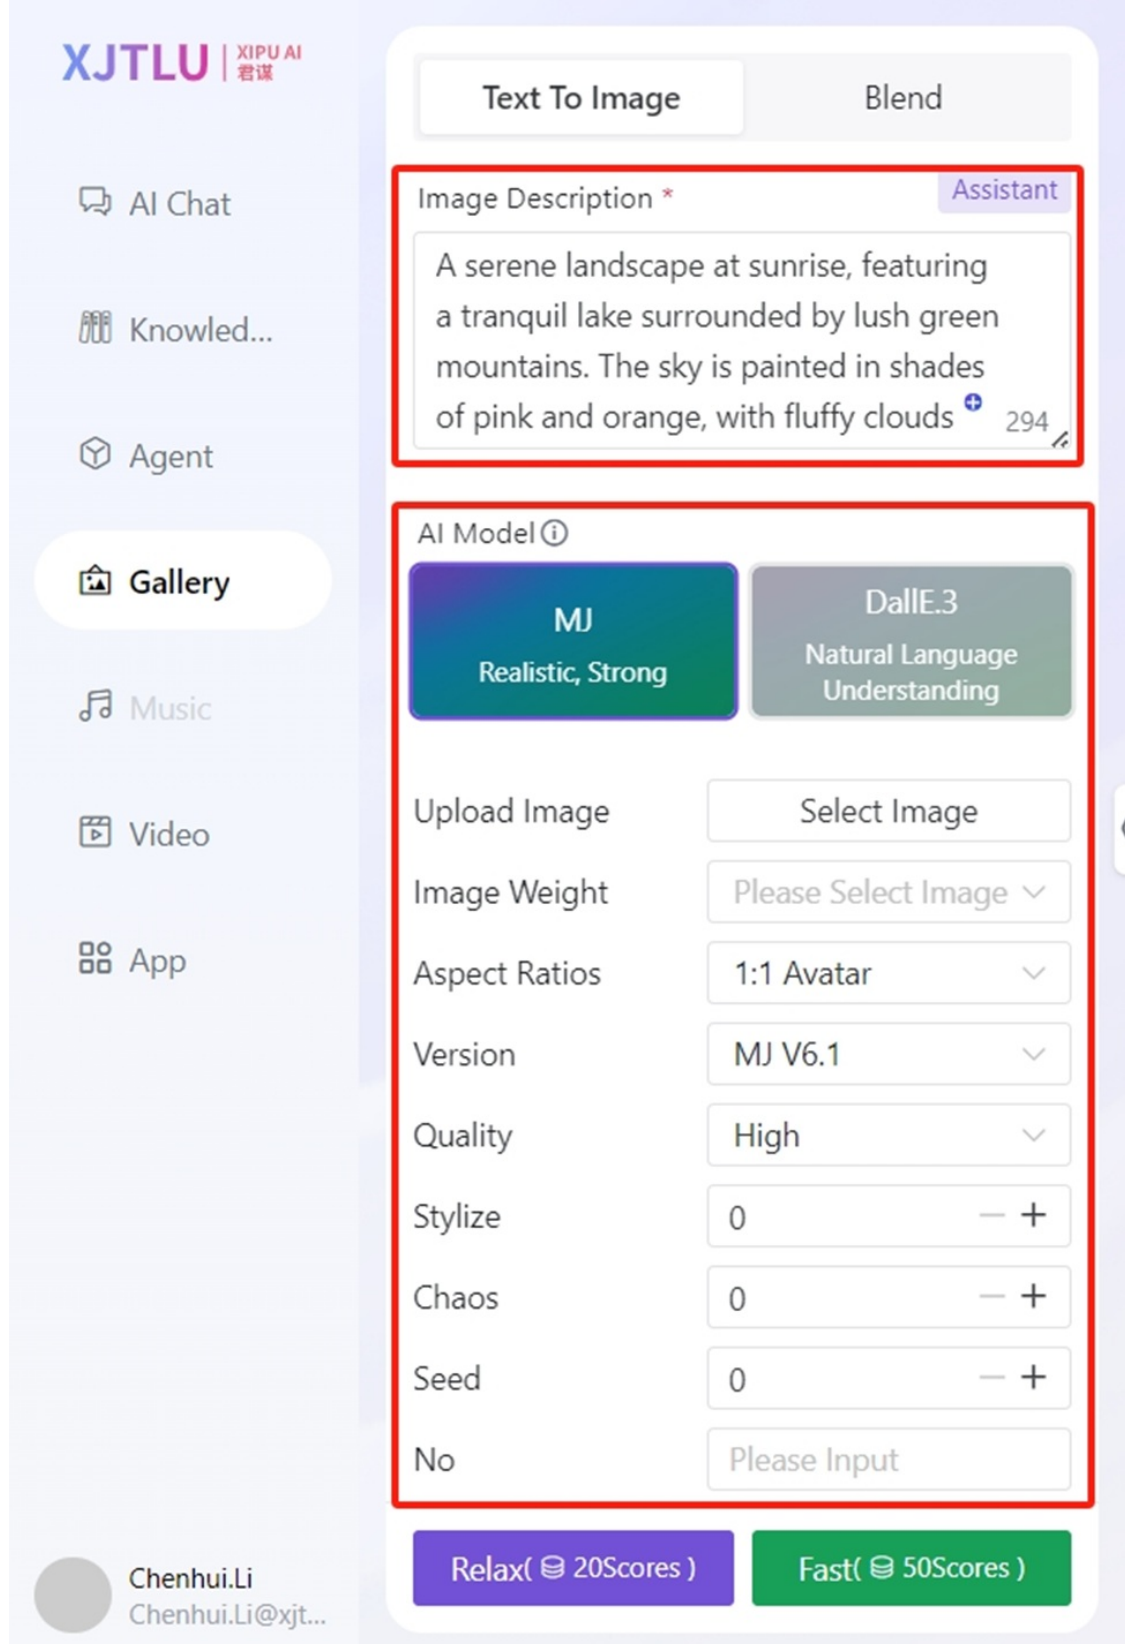 XJTLU | XIPU AI
君谋
AI Chat
Knowled...
Agent
Gallery
Music
Video
App
Chenhui.Li
Chenhui.Li@xjt...
Text To Image
Blend
Image Description *
Assistant
A serene landscape at sunrise, featuring
a tranquil lake surrounded by lush green
mountains. The sky is painted in shades
of pink and orange, with fluffy clouds
294
AI Model
MJ
Realistic, Strong
DallE.3
Natural Language
Understanding
Upload Image
Select Image
Image Weight
Please Select Image
Aspect Ratios
1:1 Avatar
Version
MJ V6.1
Quality
High
Stylize
0
Chaos
0
Seed
0
No
Please Input
Relax( 20Scores )
Fast( 50Scores )